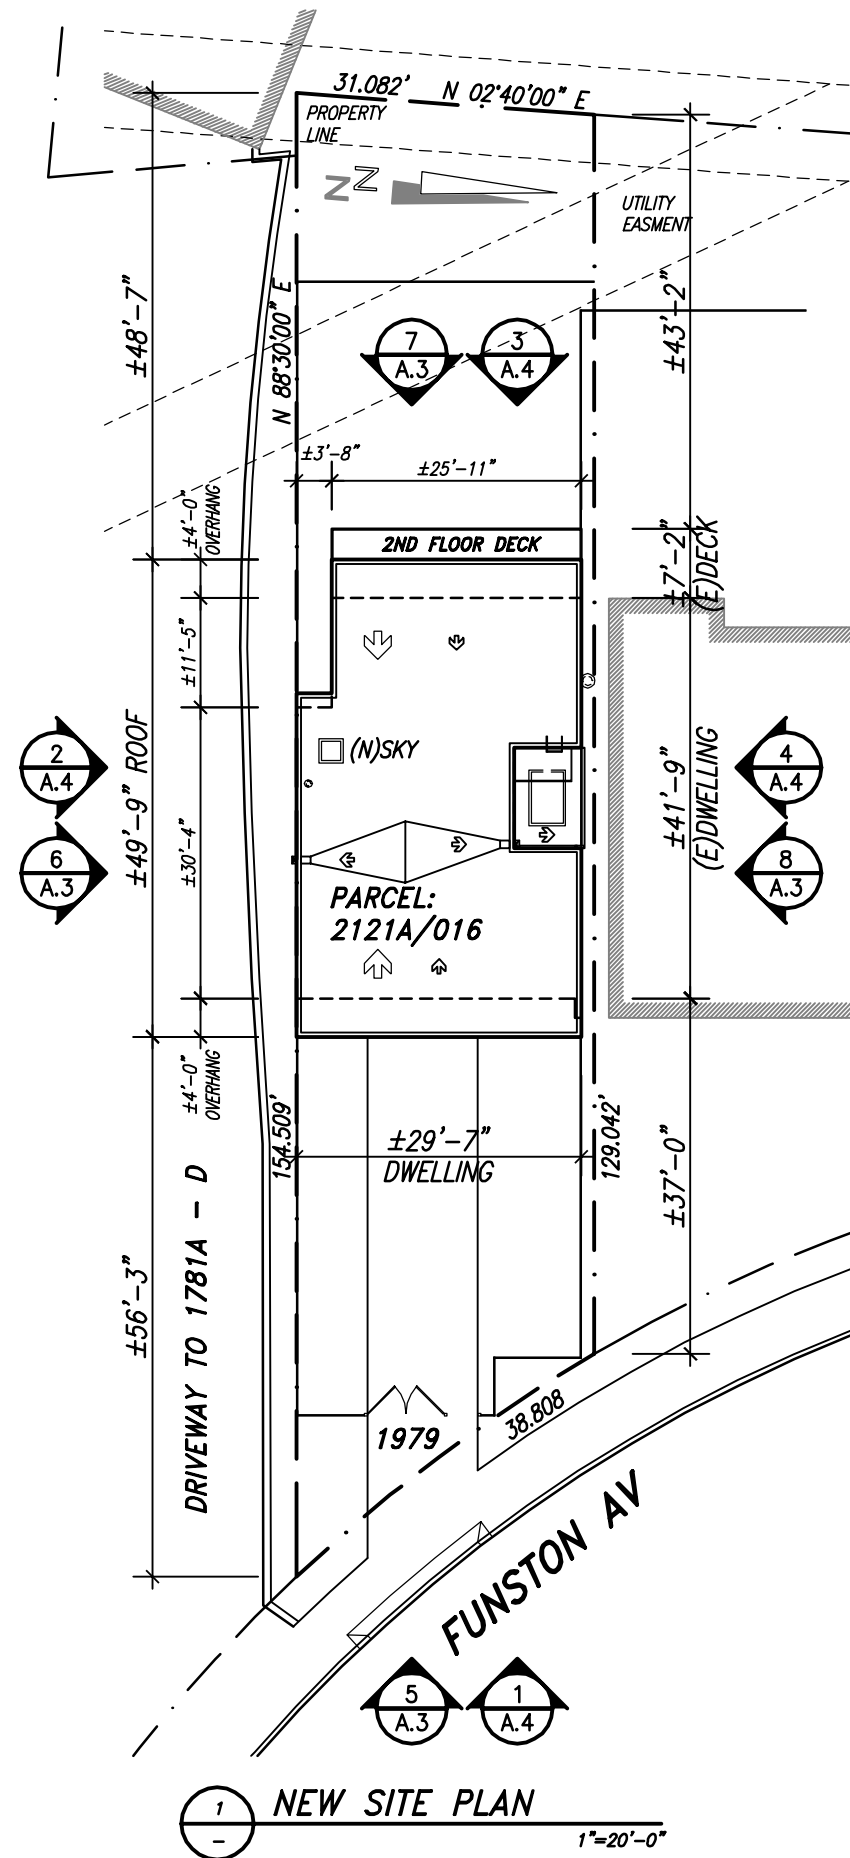 31.082' N 02°40'00" E
PROPERTY
LINE
N
N
UTILITY
EASMENT
±48'-7"
N 88°30'00" E
±43'-2"
7
A.3
3
A.4
±3'-8"
±25'-11"
±4'-0"
OVERHANG
2ND FLOOR DECK
±7'-2"
(E)DECK
±11'-5"
2
A.4
±49'-9" ROOF
(N)SKY
±41'-9"
(E)DWELLING
4
A.4
6
A.3
±30'-4"
8
A.3
PARCEL:
2121A/016
±4'-0"
OVERHANG
154.509'
±29'-7"
DWELLING
129.042'
±37'-0"
±56'-3"
DRIVEWAY TO 1781A - D
38.808
1979
FUNSTON AV
5
A.3
1
A.4
1
-
NEW SITE PLAN
1"=20'-0"